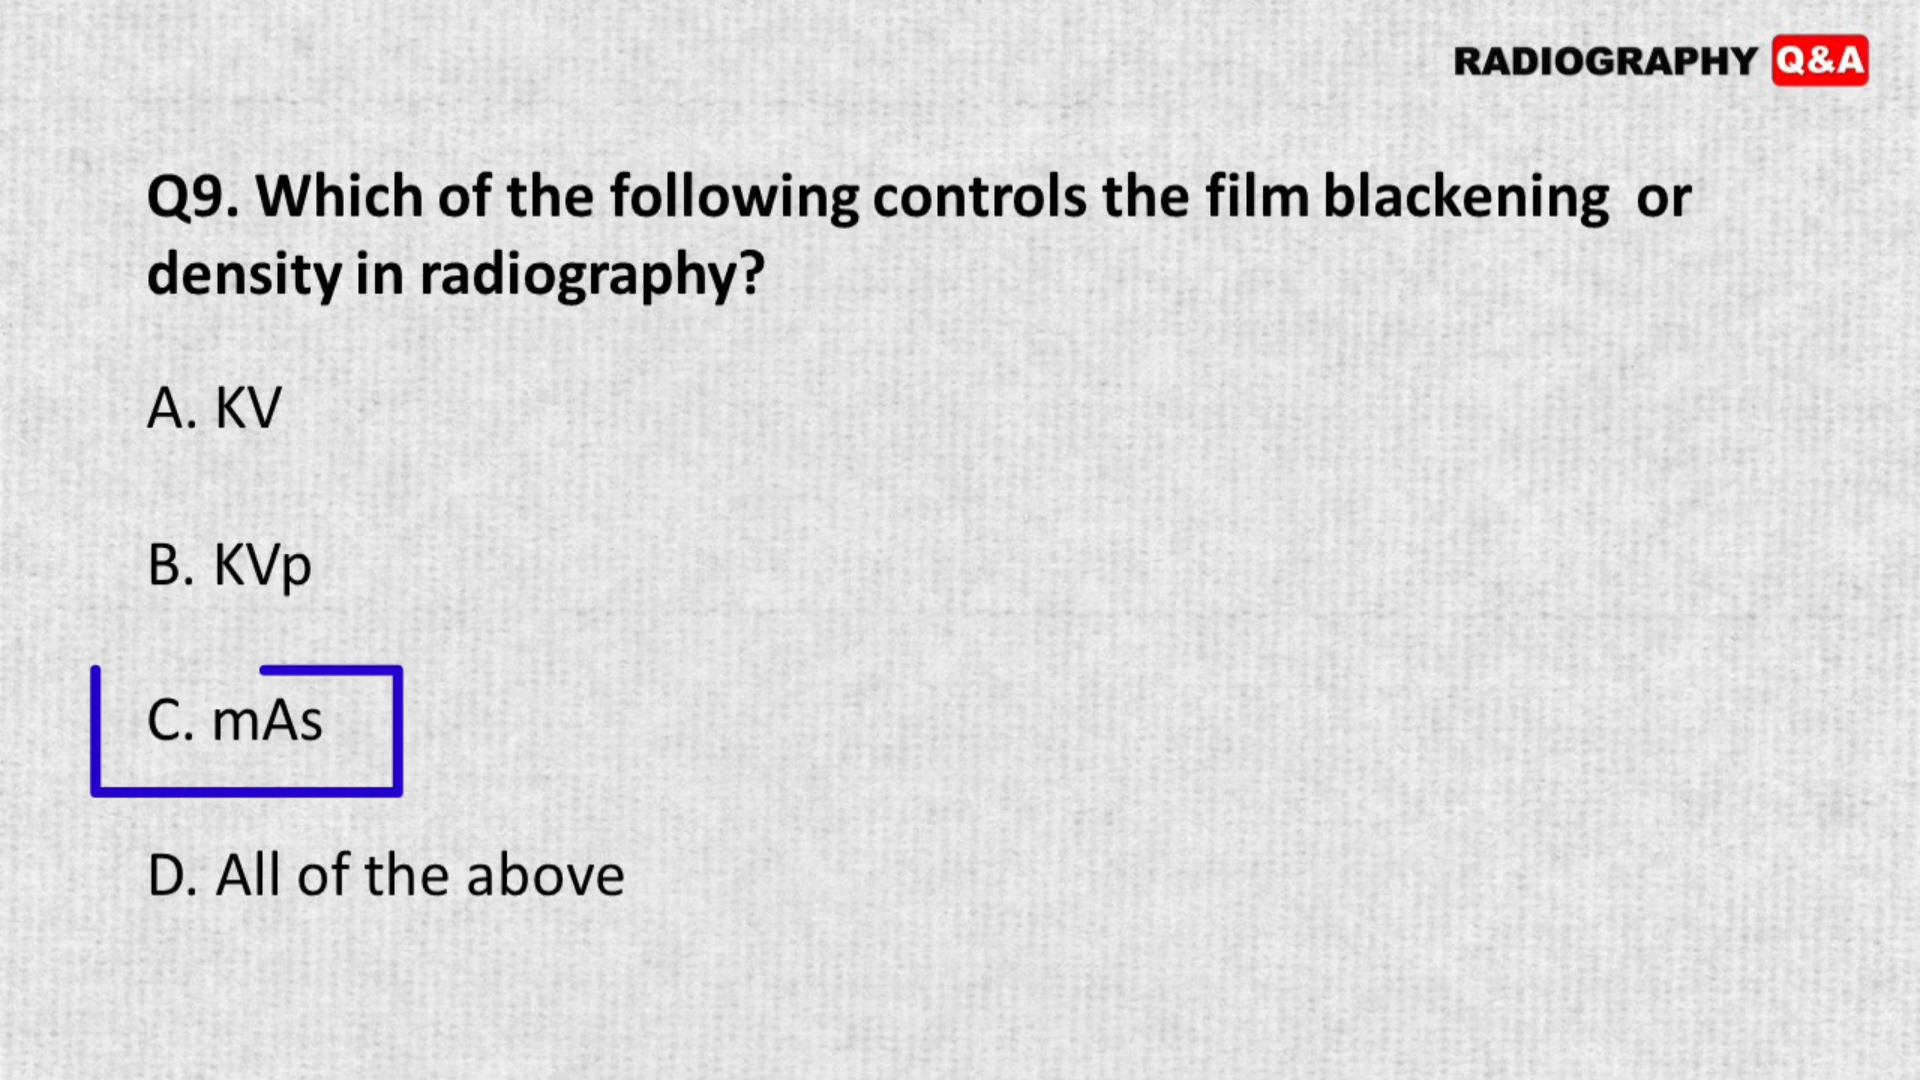 RADIOGRAPHY Q&A
Q9. Which of the following controls the film blackening or
density in radiography?
A. KV
B. KVp
C. mAs
D. All of the above